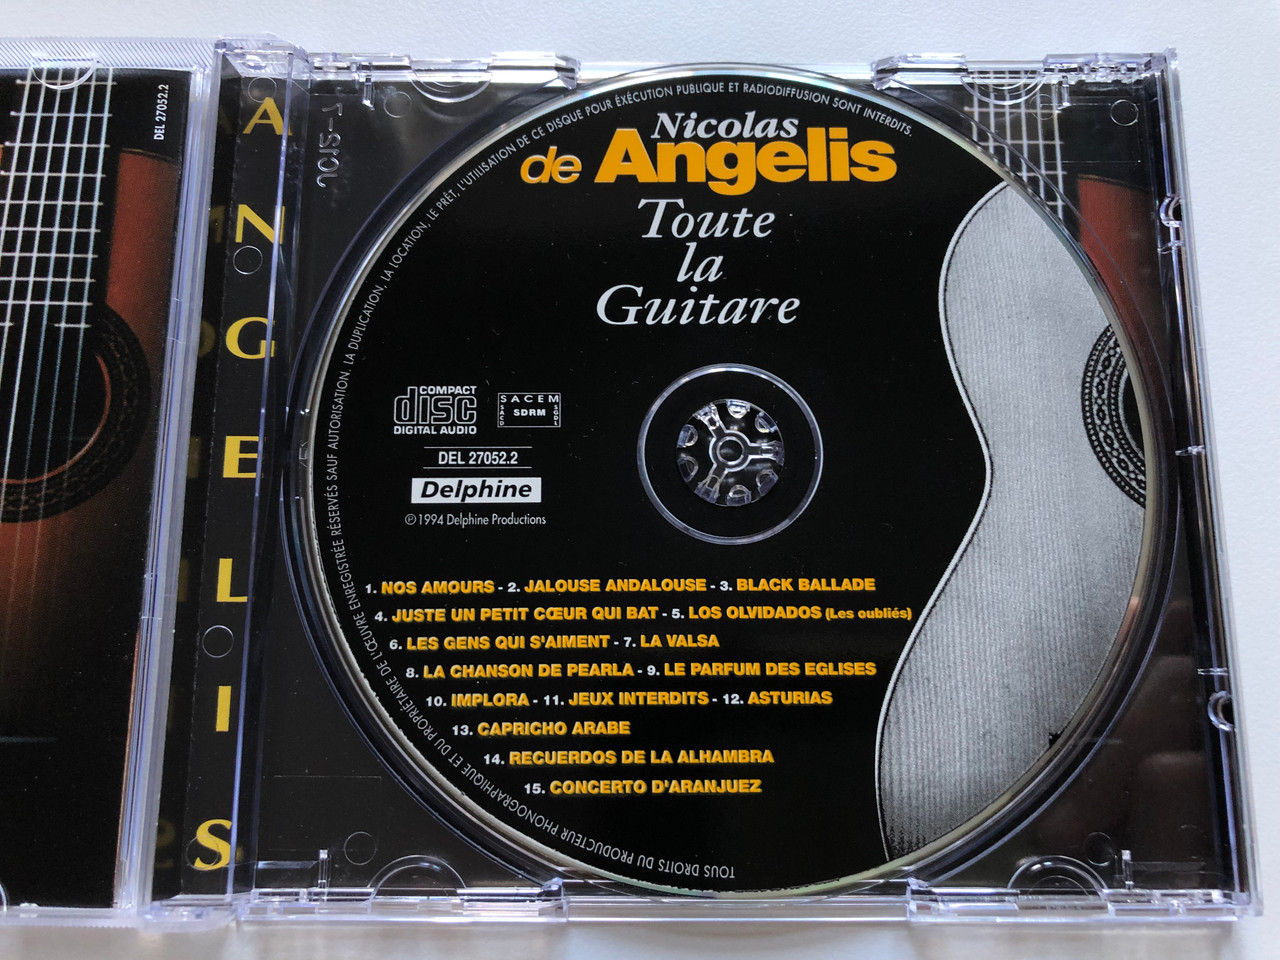 DEL 27052.2
ANGELIS
TOUS DROITS DU PRODUCTEUR PHONOGRAPHIQUE ET DU PROPRIÉTAIRE DE L'ŒUVRE ENREGISTRÉE RÉSERVÉS SAUF AUTORISATION, LA DUPLICATION, LA LOCATION, LE PRÊT, L'UTILISATION DE CE DISQUE POUR ÉXÉCUTION PUBLIQUE ET RADIODIFFUSION SONT INTERDITS.
Nicolas
de Angelis
Toute
la
Guitare
COMPACT
disc
DIGITAL AUDIO
SACEM
SACD
SDRM
SGDL
DEL 27052.2
Delphine
℗ 1994 Delphine Productions
1. NOS AMOURS - 2. JALOUSE ANDALOUSE - 3. BLACK BALLADE
4. JUSTE UN PETIT CŒUR QUI BAT - 5. LOS OLVIDADOS (Les oubliés)
6. LES GENS QUI S'AIMENT - 7. LA VALSA
8. LA CHANSON DE PEARLA - 9. LE PARFUM DES EGLISES
10. IMPLORA - 11. JEUX INTERDITS - 12. ASTURIAS
13. CAPRICHO ARABE
14. RECUERDOS DE LA ALHAMBRA
15. CONCERTO D'ARANJUEZ